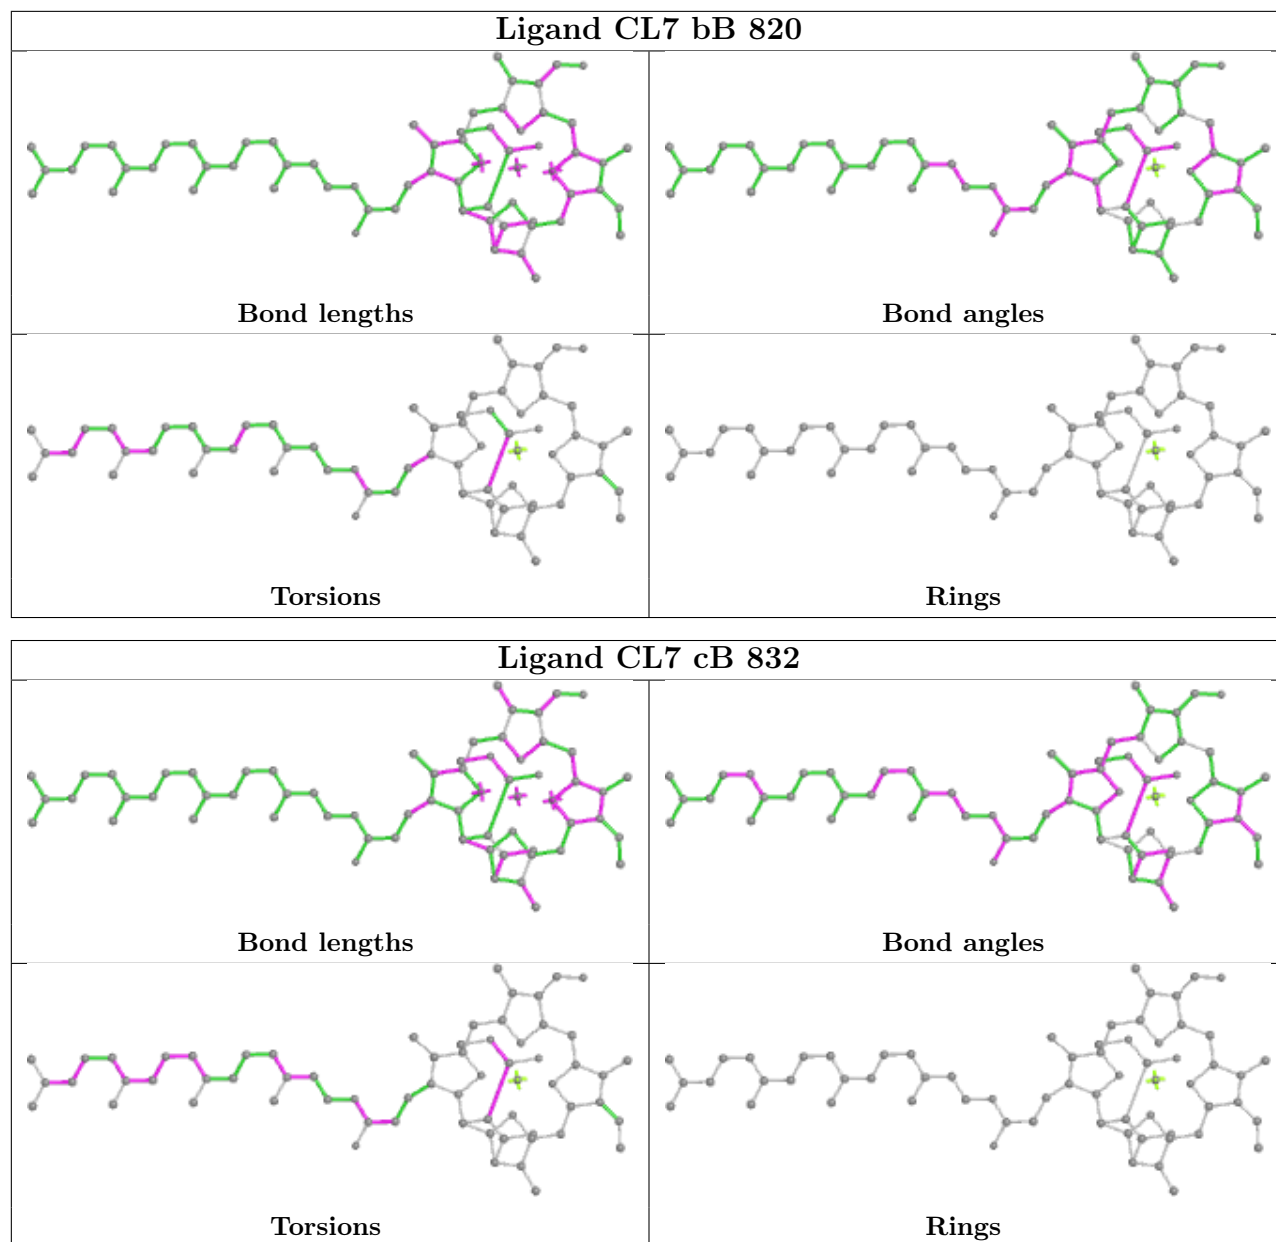 Ligand CL7 bB 820
Bond lengths
Bond angles
Torsions
Rings
Ligand CL7 cB 832
Bond lengths
Bond angles
Torsions
Rings